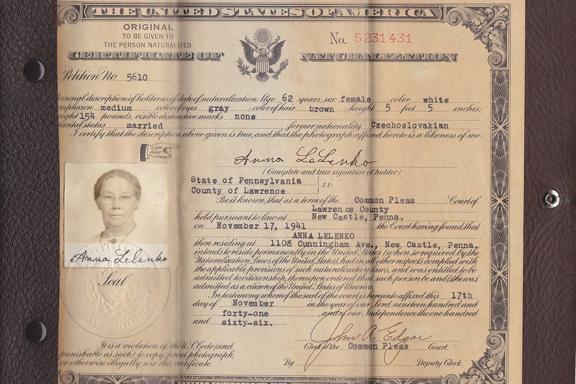 THE UNITED STATES OF AMERICA
ORIGINAL
TO BE GIVEN TO
THE PERSON NATURALIZED
No. 5231431
CERTIFICATE OF NATURALIZATION
Petition No 5610
Personal description of holder as of date of naturalization: Age 62 years; sex female color white
complexion medium color of eyes gray color of hair brown height 5 feet 5 inches;
weight 154 pounds; visible distinctive marks none
marital status married former nationality Czechoslovakian
I certify that the description above given is true, and that the photograph affixed hereto is a likeness of me.
Anna LeLenko
(Complete and true signature of holder)
State of Pennsylvania
County of Lawrence } ss:
Be it known, that at a term of the Common Pleas Court of
Lawrence County
held pursuant to law at New Castle, Penna.
on November 17, 1941 the Court having found that
ANNA LELENKO
then residing at 1108 Cunningham Ave., New Castle, Penna.
intends to reside permanently in the United States (when so required by the
Naturalization Laws of the United States), had in all other respects complied with
the applicable provisions of such naturalization laws, and was entitled to be
admitted to citizenship, thereupon ordered that such person be and (s)he was
admitted as a citizen of the United States of America.
In testimony whereof the seal of the court is hereunto affixed this 17th
day of November in the year of our Lord nineteen hundred and
forty-one and of our Independence the one hundred
and sixty-six.
Anna Lelenko
Seal
John A. Edgar
Clerk of the Common Pleas Court.
By Deputy Clerk.
It is a violation of the U.S. Code (and
punishable as such) to copy, print, photograph,
or otherwise illegally use this certificate.